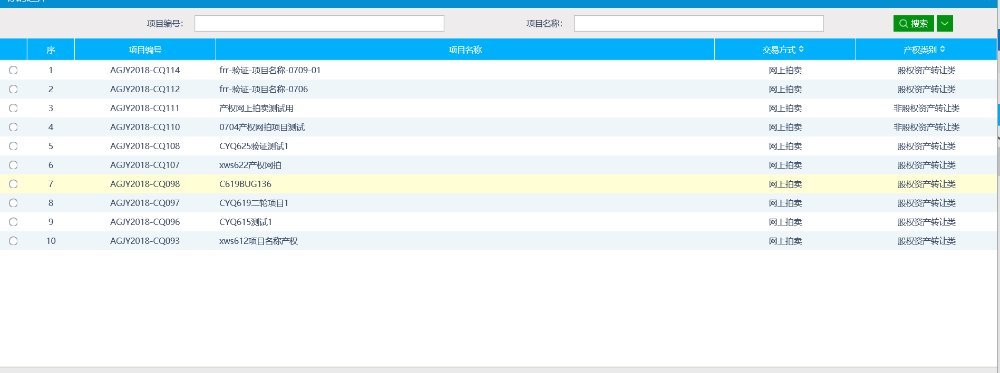 项目编号： 项目名称： 搜索
序 项目编号 项目名称 交易方式 产权类别
1 AGJY2018-CQ114 frr-验证-项目名称-0709-01 网上拍卖 股权资产转让类
2 AGJY2018-CQ112 frr-验证-项目名称-0706 网上拍卖 股权资产转让类
3 AGJY2018-CQ111 产权网上拍卖测试用 网上拍卖 非股权资产转让类
4 AGJY2018-CQ110 0704产权网拍项目测试 网上拍卖 非股权资产转让类
5 AGJY2018-CQ108 CYQ625验证测试1 网上拍卖 股权资产转让类
6 AGJY2018-CQ107 xws622产权网拍 网上拍卖 股权资产转让类
7 AGJY2018-CQ098 C619BUG136 网上拍卖 股权资产转让类
8 AGJY2018-CQ097 CYQ619二轮项目1 网上拍卖 股权资产转让类
9 AGJY2018-CQ096 CYQ615测试1 网上拍卖 股权资产转让类
10 AGJY2018-CQ093 xws612项目名称产权 网上拍卖 股权资产转让类